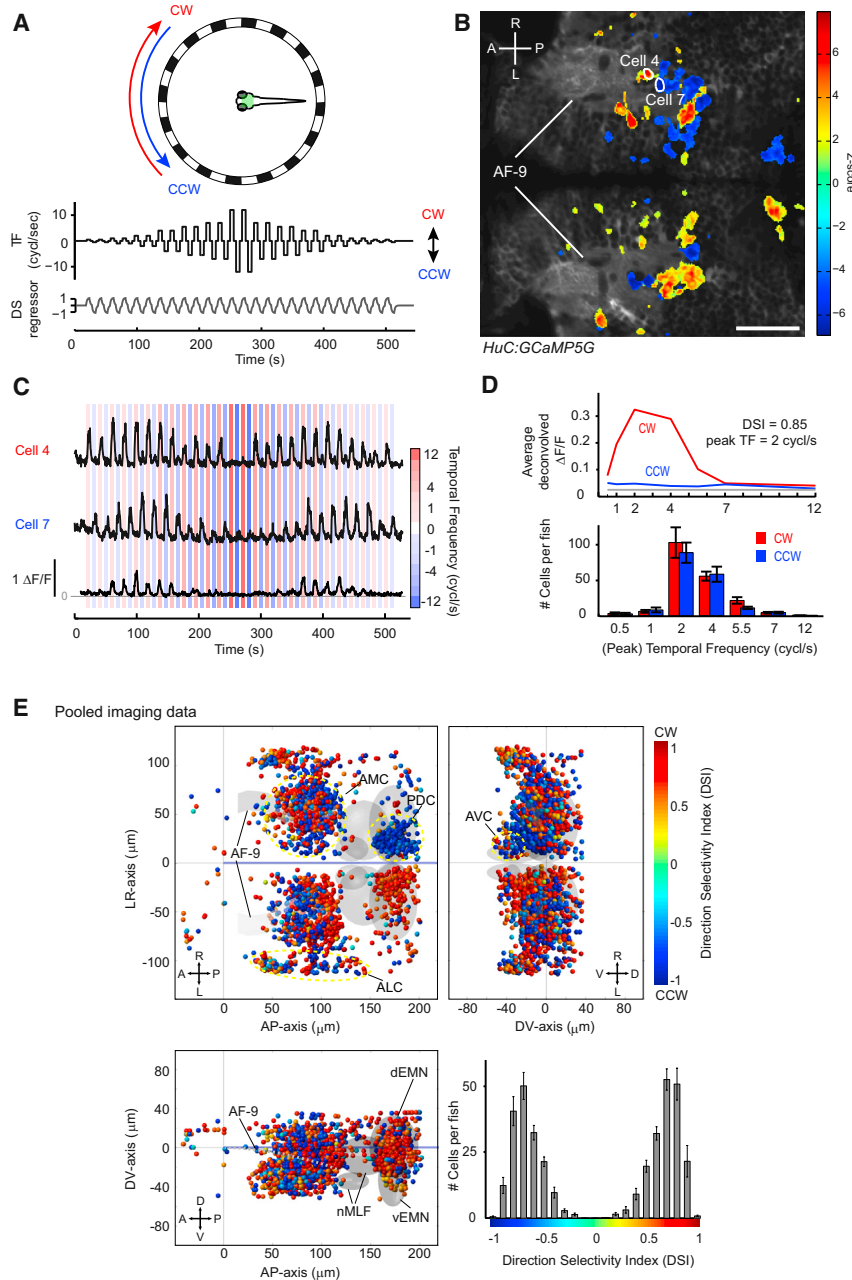 A
CW
CCW
TF
(cycl/sec)
10
0
−10
CW
CCW
DS
regressor
1
−1
0 100 200 300 400 500
Time (s)
B
R
A P
L
Cell 4
Cell 7
AF-9
HuC:GCaMP5G
6
4
2
0
−2
−4
−6
z-score
C
Cell 4
Cell 7
1 ΔF/F
0
0 100 200 300 400 500
Time (s)
12
4
1
0
-1
-4
-12
Temporal Frequency
(cycl/s)
D
Average
deconvolved
ΔF/F
0.3
0.2
0.1
0
CW
CCW
DSI = 0.85
peak TF = 2 cycl/s
1 2 4 7 12
# Cells per fish
100
50
0
CW
CCW
0.5 1 2 4 5.5 7 12
(Peak) Temporal Frequency (cycl/s)
E
Pooled imaging data
LR-axis (μm)
100
50
0
-50
-100
AMC
PDC
AF-9
ALC
R
A P
L
0 50 100 150 200
AP-axis (μm)
AVC
R
V D
L
-80 -40 0 40 80
DV-axis (μm)
CW
1
0.5
0
-0.5
-1
CCW
Direction Selectivity Index (DSI)
DV-axis (μm)
80
40
0
-40
-80
AF-9
dEMN
nMLF
vEMN
D
A P
V
0 50 100 150 200
AP-axis (μm)
# Cells per fish
50
25
0
-1 -0.5 0 0.5 1
Direction Selectivity Index (DSI)